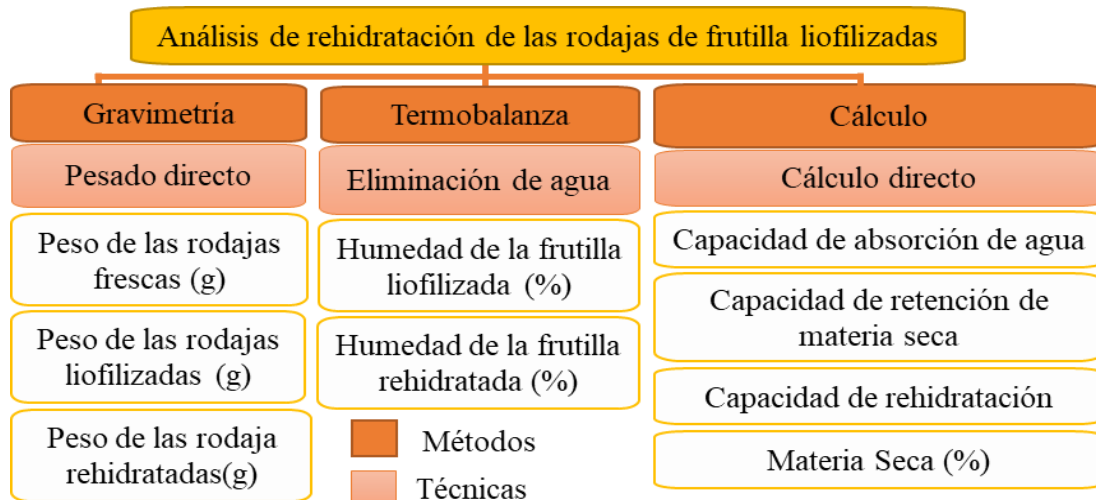 Análisis de rehidratación de las rodajas de frutilla liofilizadas
Gravimetría
Pesado directo
Peso de las rodajas
frescas (g)
Peso de las rodajas
liofilizadas (g)
Peso de las rodaja
rehidratadas(g)
Termobalanza
Eliminación de agua
Humedad de la frutilla
liofilizada (%)
Humedad de la frutilla
rehidratada (%)
Métodos
Técnicas
Cálculo
Cálculo directo
Capacidad de absorción de agua
Capacidad de retención de
materia seca
Capacidad de rehidratación
Materia Seca (%)